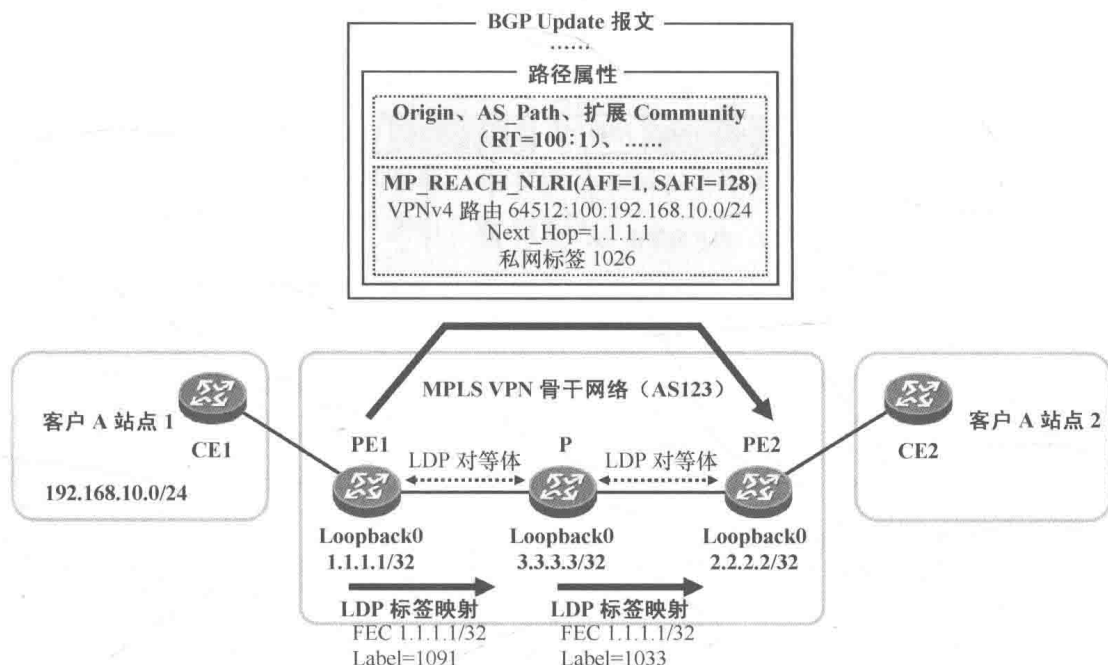 BGP Update 报文
……
路径属性
Origin、AS_Path、扩展 Community
（RT=100∶1）、……
MP_REACH_NLRI(AFI=1, SAFI=128)
VPNv4 路由 64512:100:192.168.10.0/24
Next_Hop=1.1.1.1
私网标签 1026
MPLS VPN 骨干网络（AS123）
客户 A 站点 1
CE1
192.168.10.0/24
PE1
LDP 对等体
P
LDP 对等体
PE2
CE2
客户 A 站点 2
Loopback0
1.1.1.1/32
Loopback0
3.3.3.3/32
Loopback0
2.2.2.2/32
LDP 标签映射
FEC 1.1.1.1/32
Label=1091
LDP 标签映射
FEC 1.1.1.1/32
Label=1033